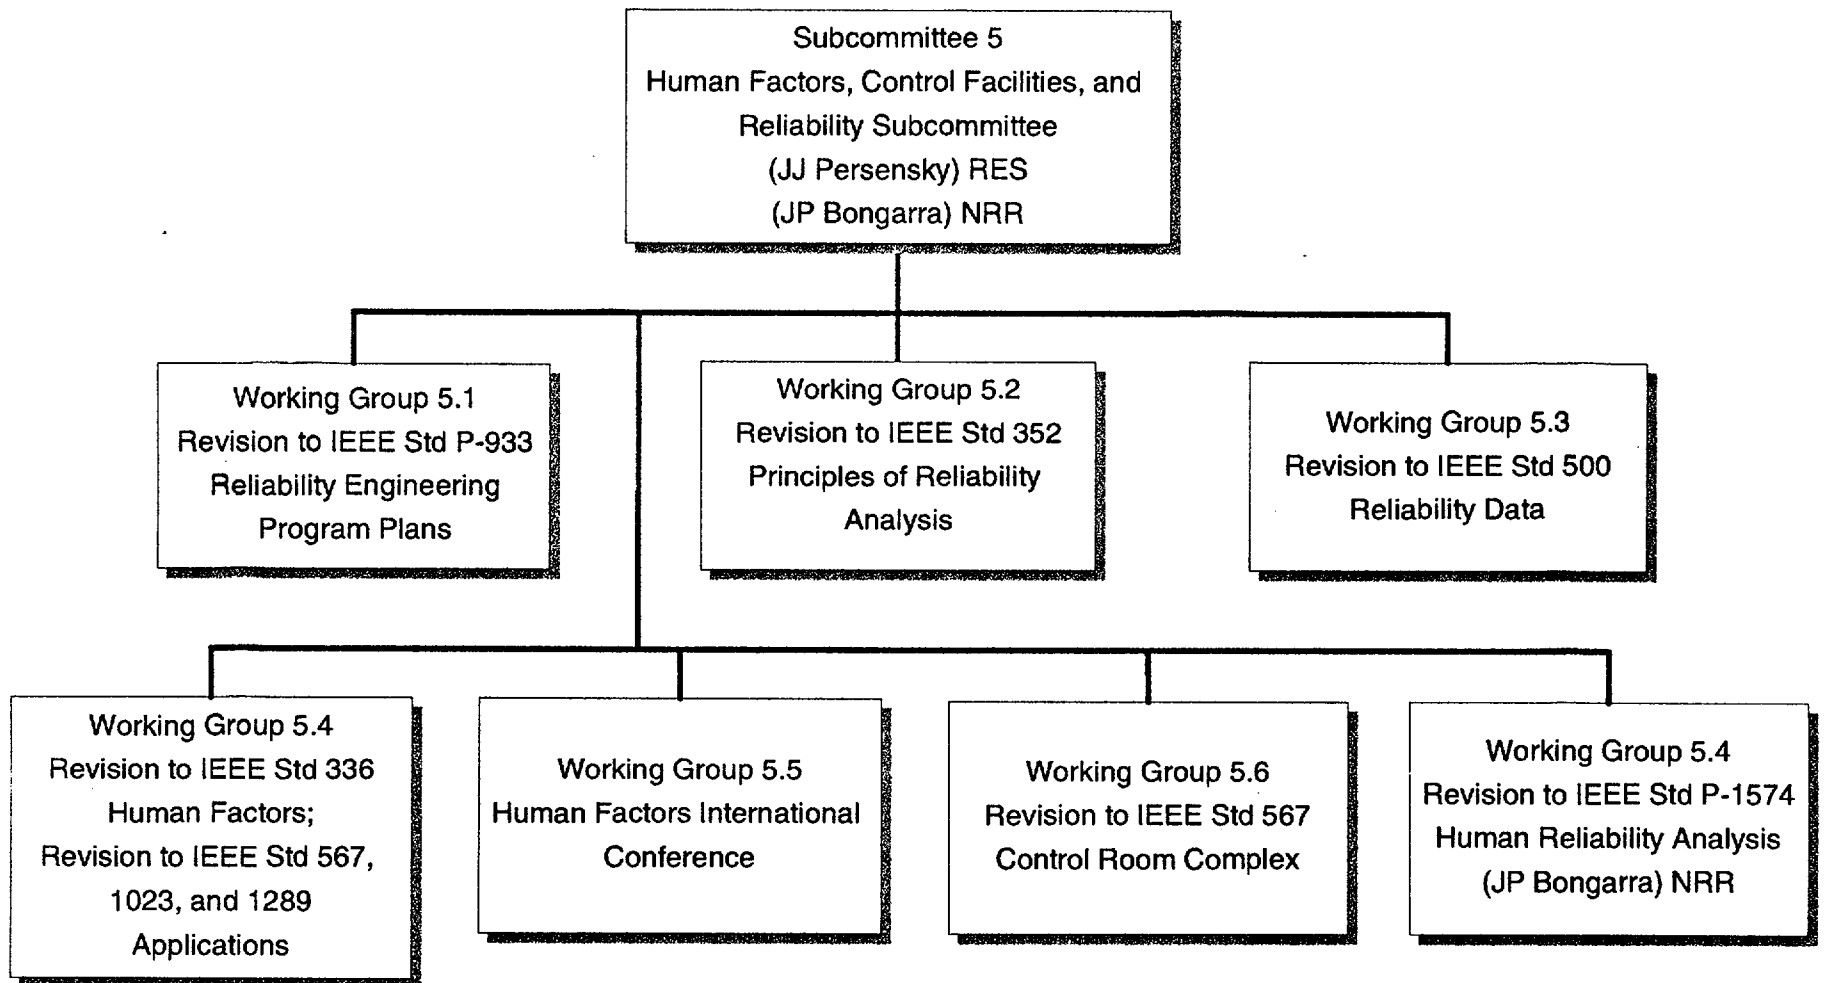 Subcommittee 5
Human Factors, Control Facilities, and
Reliability Subcommittee
(JJ Persensky) RES
(JP Bongarra) NRR
Working Group 5.1
Revision to IEEE Std P-933
Reliability Engineering
Program Plans
Working Group 5.2
Revision to IEEE Std 352
Principles of Reliability
Analysis
Working Group 5.3
Revision to IEEE Std 500
Reliability Data
Working Group 5.4
Revision to IEEE Std 336
Human Factors;
Revision to IEEE Std 567,
1023, and 1289
Applications
Working Group 5.5
Human Factors International
Conference
Working Group 5.6
Revision to IEEE Std 567
Control Room Complex
Working Group 5.4
Revision to IEEE Std P-1574
Human Reliability Analysis
(JP Bongarra) NRR